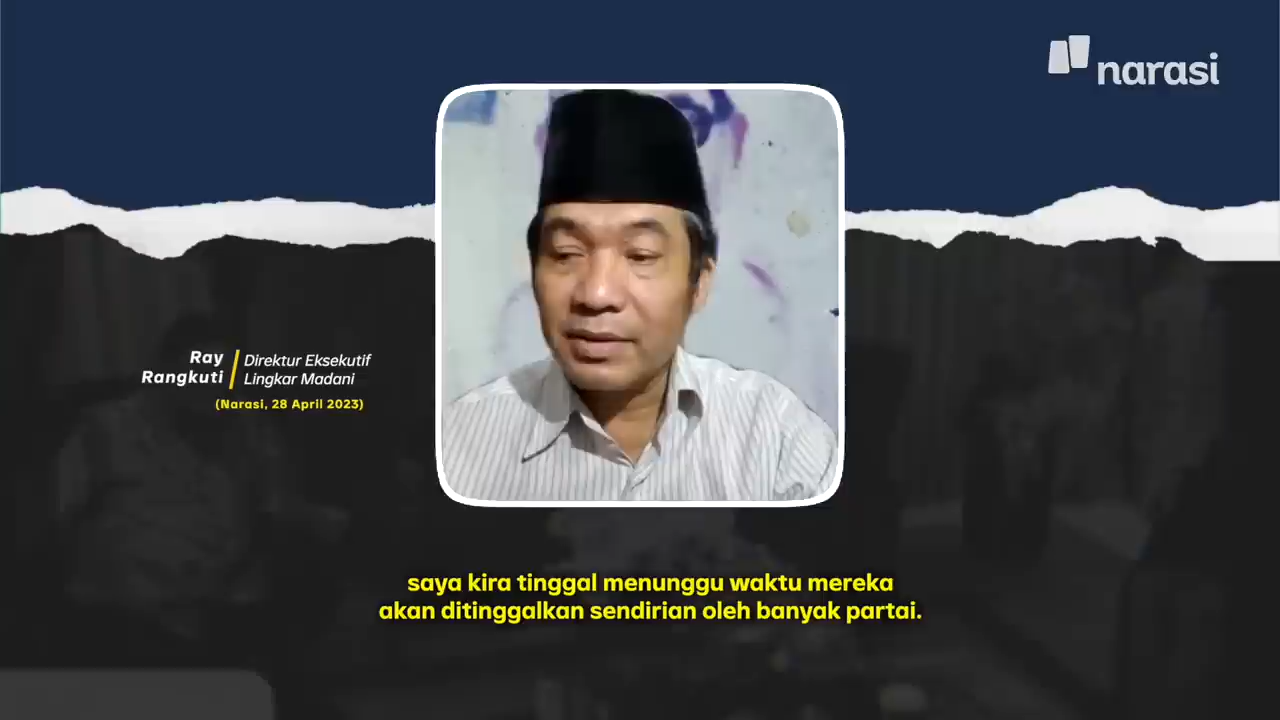 narasi
Ray
Rangkuti
Direktur Eksekutif
Lingkar Madani
(Narasi, 28 April 2023)
saya kira tinggal menunggu waktu mereka
akan ditinggalkan sendirian oleh banyak partai.